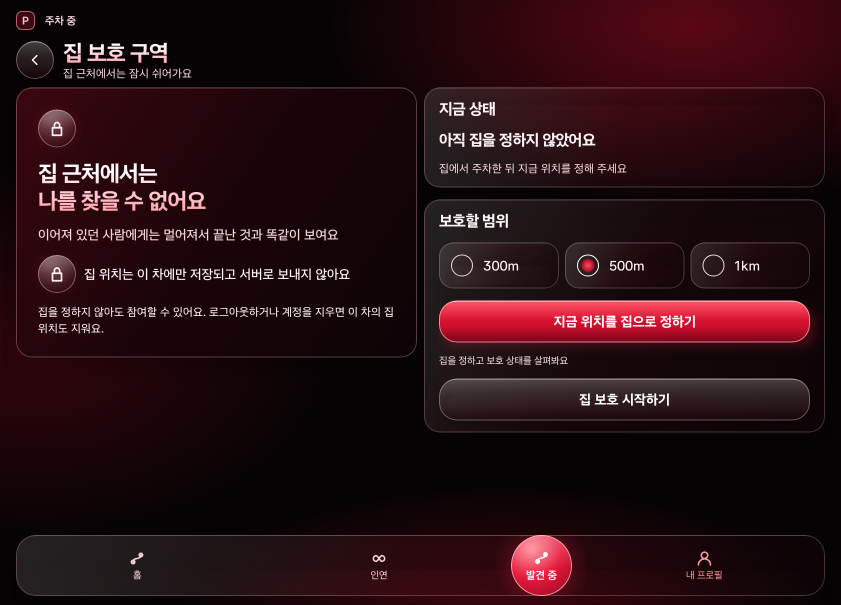 P 주차 중
집 보호 구역
집 근처에서는 잠시 쉬어가요
집 근처에서는
나를 찾을 수 없어요
이어져 있던 사람에게는 멀어져서 끝난 것과 똑같이 보여요
집 위치는 이 차에만 저장되고 서버로 보내지 않아요
집을 정하지 않아도 참여할 수 있어요. 로그아웃하거나 계정을 지우면 이 차의 집
위치도 지워요.
지금 상태
아직 집을 정하지 않았어요
집에서 주차한 뒤 지금 위치를 정해 주세요
보호할 범위
300m 500m 1km
지금 위치를 집으로 정하기
집을 정하고 보호 상태를 살펴봐요
집 보호 시작하기
홈 인연 발견 중 내 프로필